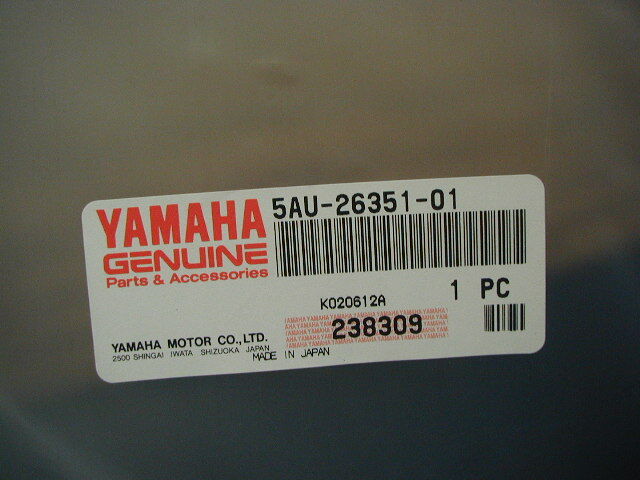 YAMAHA
GENUINE
Parts & Accessories
5AU-26351-01
K020612A
1 PC
238309
YAMAHA MOTOR CO., LTD.
2500 SHINGAI IWATA SHIZUOKA JAPAN
MADE IN JAPAN